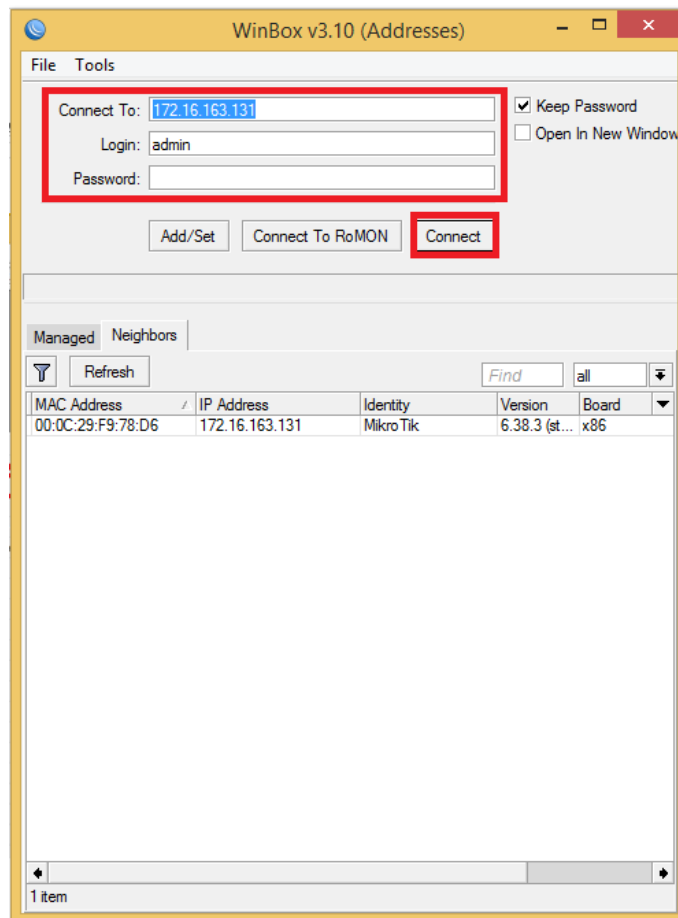 WinBox v3.10 (Addresses)
File Tools
Connect To: 172.16.163.131
Keep Password
Login: admin
Open In New Window
Password:
Add/Set Connect To RoMON Connect
Managed Neighbors
Refresh Find all
MAC Address IP Address Identity Version Board
00:0C:29:F9:78:D6 172.16.163.131 MikroTik 6.38.3 (st... x86
1 item